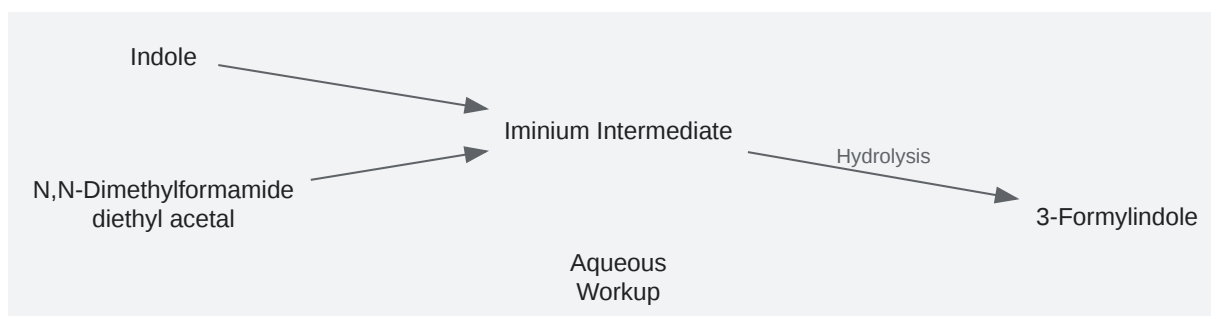 Indole
Iminium Intermediate
Hydrolysis
N,N-Dimethylformamide
diethyl acetal
3-Formylindole
Aqueous
Workup